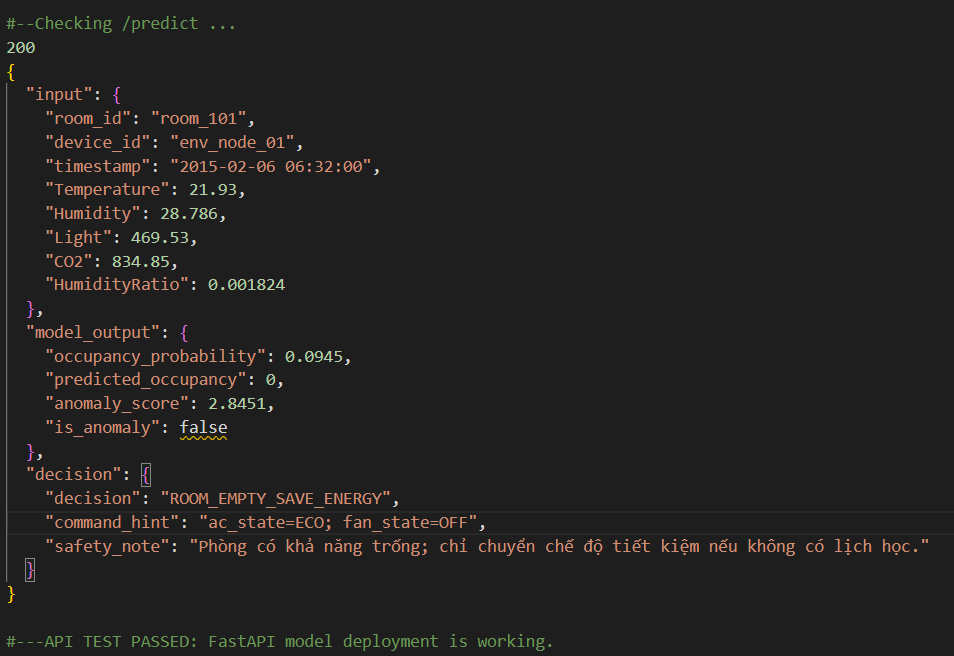 #--Checking /predict ...
200
{
  "input": {
    "room_id": "room_101",
    "device_id": "env_node_01",
    "timestamp": "2015-02-06 06:32:00",
    "Temperature": 21.93,
    "Humidity": 28.786,
    "Light": 469.53,
    "CO2": 834.85,
    "HumidityRatio": 0.001824
  },
  "model_output": {
    "occupancy_probability": 0.0945,
    "predicted_occupancy": 0,
    "anomaly_score": 2.8451,
    "is_anomaly": false
  },
  "decision": {
    "decision": "ROOM_EMPTY_SAVE_ENERGY",
    "command_hint": "ac_state=ECO; fan_state=OFF",
    "safety_note": "Phòng có khả năng trống; chỉ chuyển chế độ tiết kiệm nếu không có lịch học."
  }
}
#---API TEST PASSED: FastAPI model deployment is working.